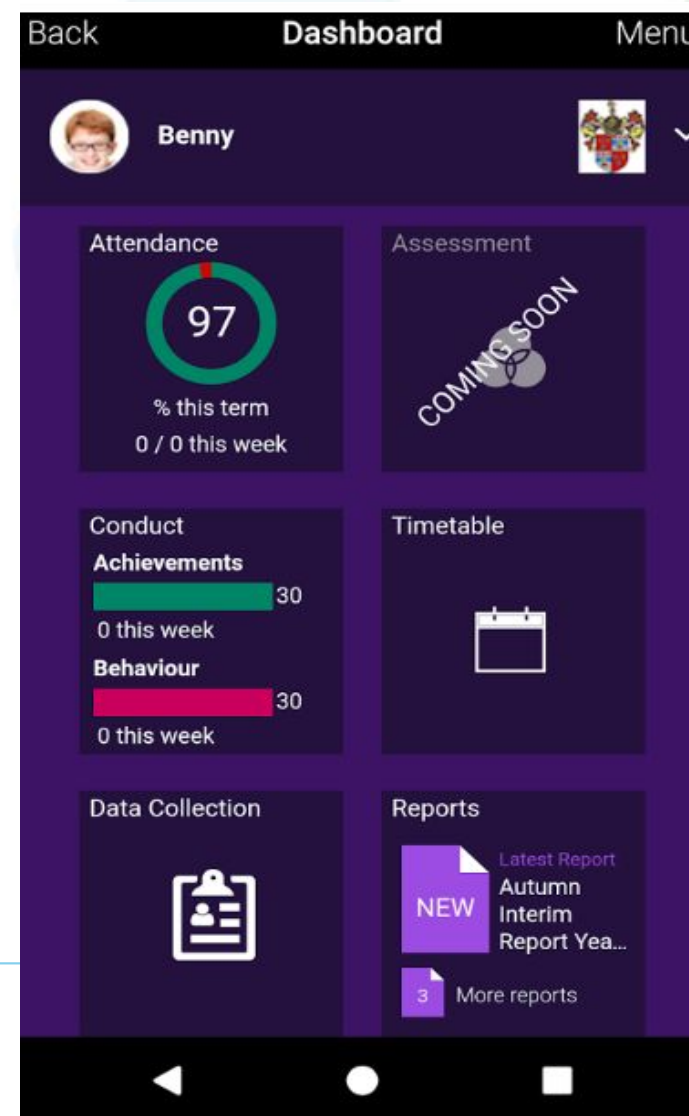 Back Dashboard Menu
Benny
Attendance
97
% this term
0 / 0 this week
Assessment
COMING SOON
Conduct
Achievements
30
0 this week
Behaviour
30
0 this week
Timetable
Data Collection
Reports
Latest Report
NEW
Autumn
Interim
Report Yea...
3 More reports